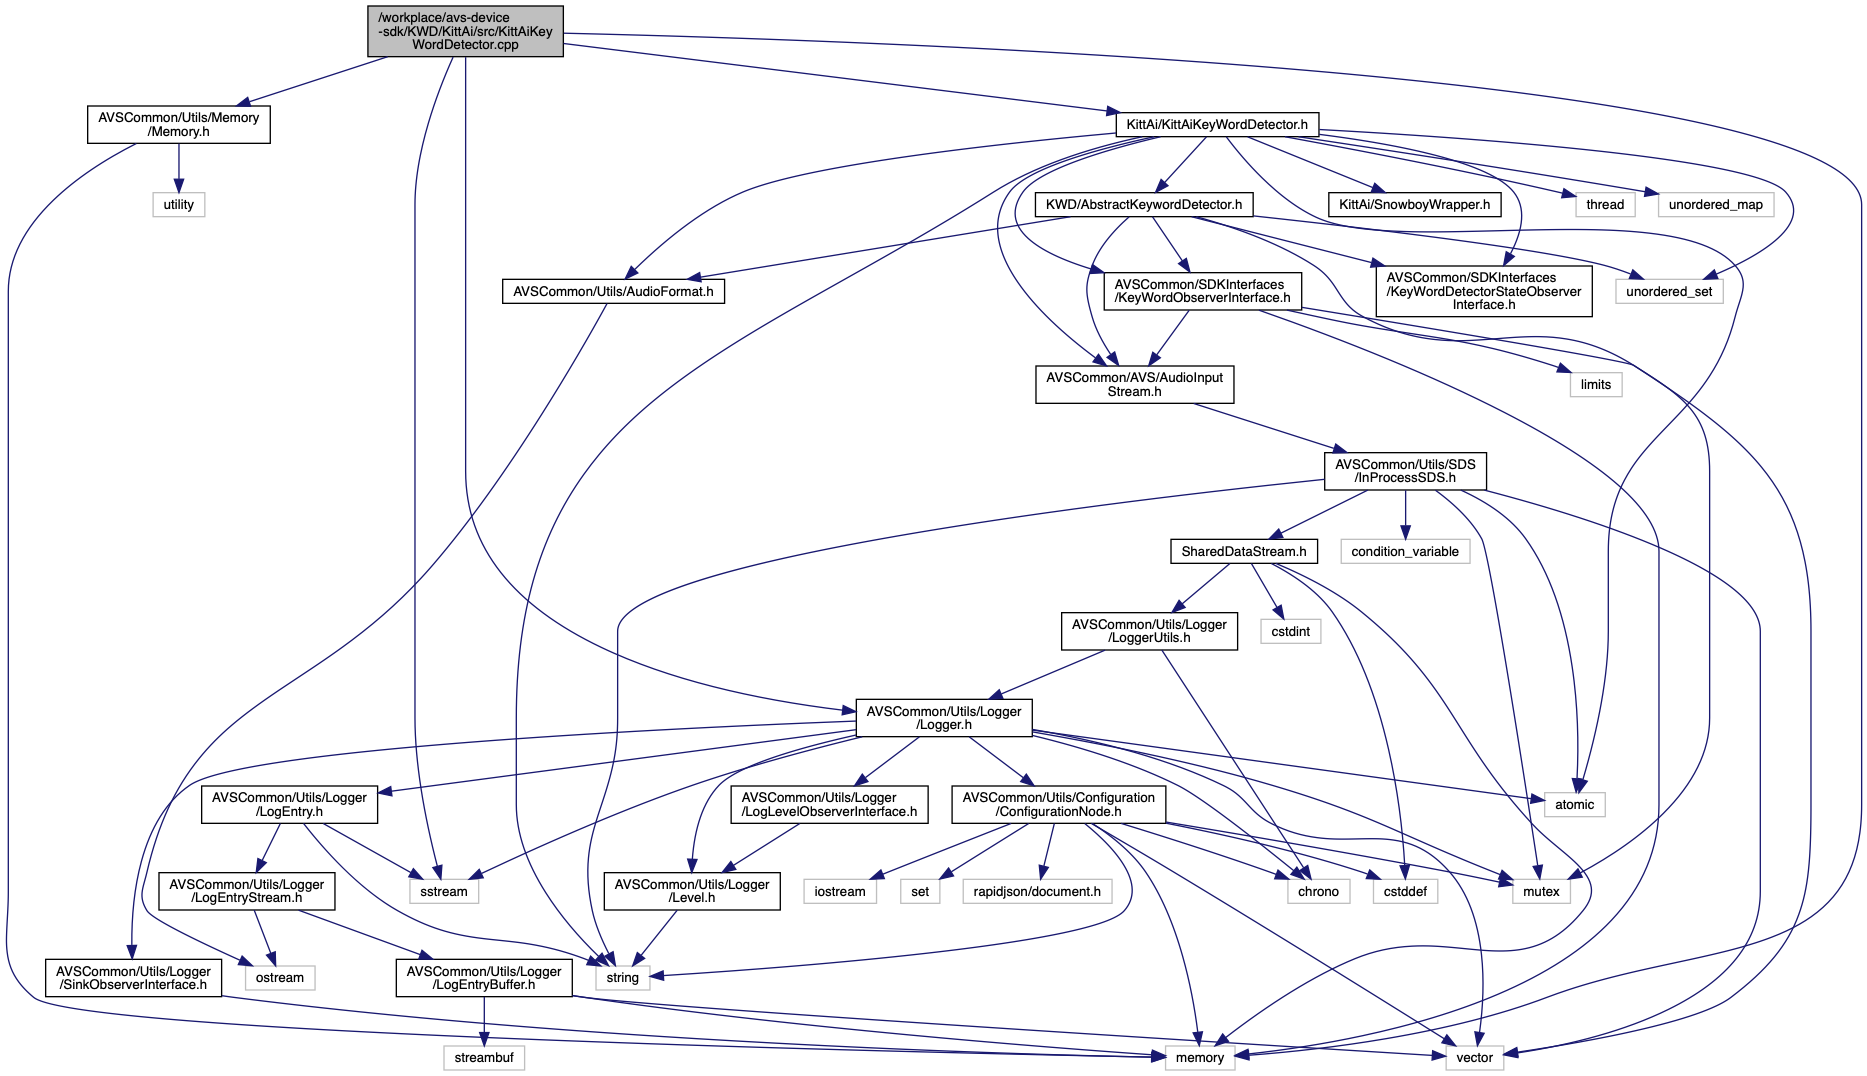 /workplace/avs-device
-sdk/KWD/KittAi/src/KittAiKey
WordDetector.cpp
AVSCommon/Utils/Memory
/Memory.h
KittAi/KittAiKeyWordDetector.h
utility
KWD/AbstractKeywordDetector.h
KittAi/SnowboyWrapper.h
thread
unordered_map
AVSCommon/Utils/AudioFormat.h
AVSCommon/SDKInterfaces
/KeyWordObserverInterface.h
AVSCommon/SDKInterfaces
/KeyWordDetectorStateObserver
Interface.h
unordered_set
AVSCommon/AVS/AudioInput
Stream.h
limits
AVSCommon/Utils/SDS
/InProcessSDS.h
SharedDataStream.h
condition_variable
AVSCommon/Utils/Logger
/LoggerUtils.h
cstdint
AVSCommon/Utils/Logger
/Logger.h
AVSCommon/Utils/Logger
/LogEntry.h
AVSCommon/Utils/Logger
/LogLevelObserverInterface.h
AVSCommon/Utils/Configuration
/ConfigurationNode.h
atomic
AVSCommon/Utils/Logger
/LogEntryStream.h
sstream
AVSCommon/Utils/Logger
/Level.h
iostream
set
rapidjson/document.h
chrono
cstddef
mutex
AVSCommon/Utils/Logger
/SinkObserverInterface.h
ostream
AVSCommon/Utils/Logger
/LogEntryBuffer.h
string
streambuf
memory
vector